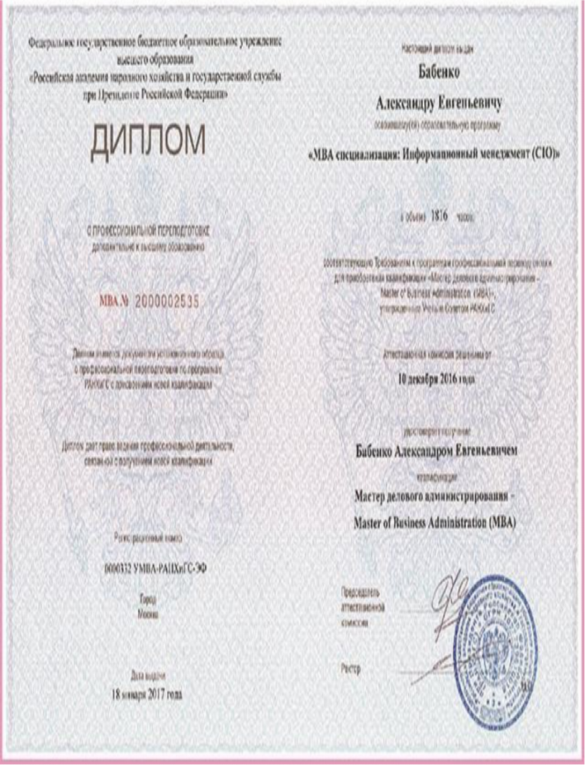 Федеральное государственное бюджетное образовательное учреждение
высшего образования
«Российская академия народного хозяйства и государственной службы
при Президенте Российской Федерации»
ДИПЛОМ
О ПРОФЕССИОНАЛЬНОЙ ПЕРЕПОДГОТОВКЕ
дополнительно к высшему образованию
МВА № 2000002535
Диплом является документом установленного образца
о профессиональной переподготовке по программам
РАНХиГС с присвоением новой квалификации
Диплом дает право ведения профессиональной деятельности,
связанной с получением новой квалификации
Регистрационный номер
0000332 УМВА-РАНХиГС-ЭФ
Город
Москва
Дата выдачи
18 января 2017 года
Настоящий диплом выдан
Бабенко
Александру Евгеньевичу
освоившему(ей) образовательную программу
«МВА специализация: Информационный менеджмент (CIO)»
в объеме 1816 часов,
соответствующую Требованиям к программам профессиональной переподготовки
для приобретения квалификации «Мастер делового администрирования –
Master of Business Administration (MBA)»,
утвержденные Ученым Советом РАНХиГС
Аттестационная комиссия решением от
10 декабря 2016 года
удостоверяет получение
Бабенко Александром Евгеньевичем
квалификации
Мастер делового администрирования –
Master of Business Administration (MBA)
Председатель
аттестационной
комиссии
Ректор